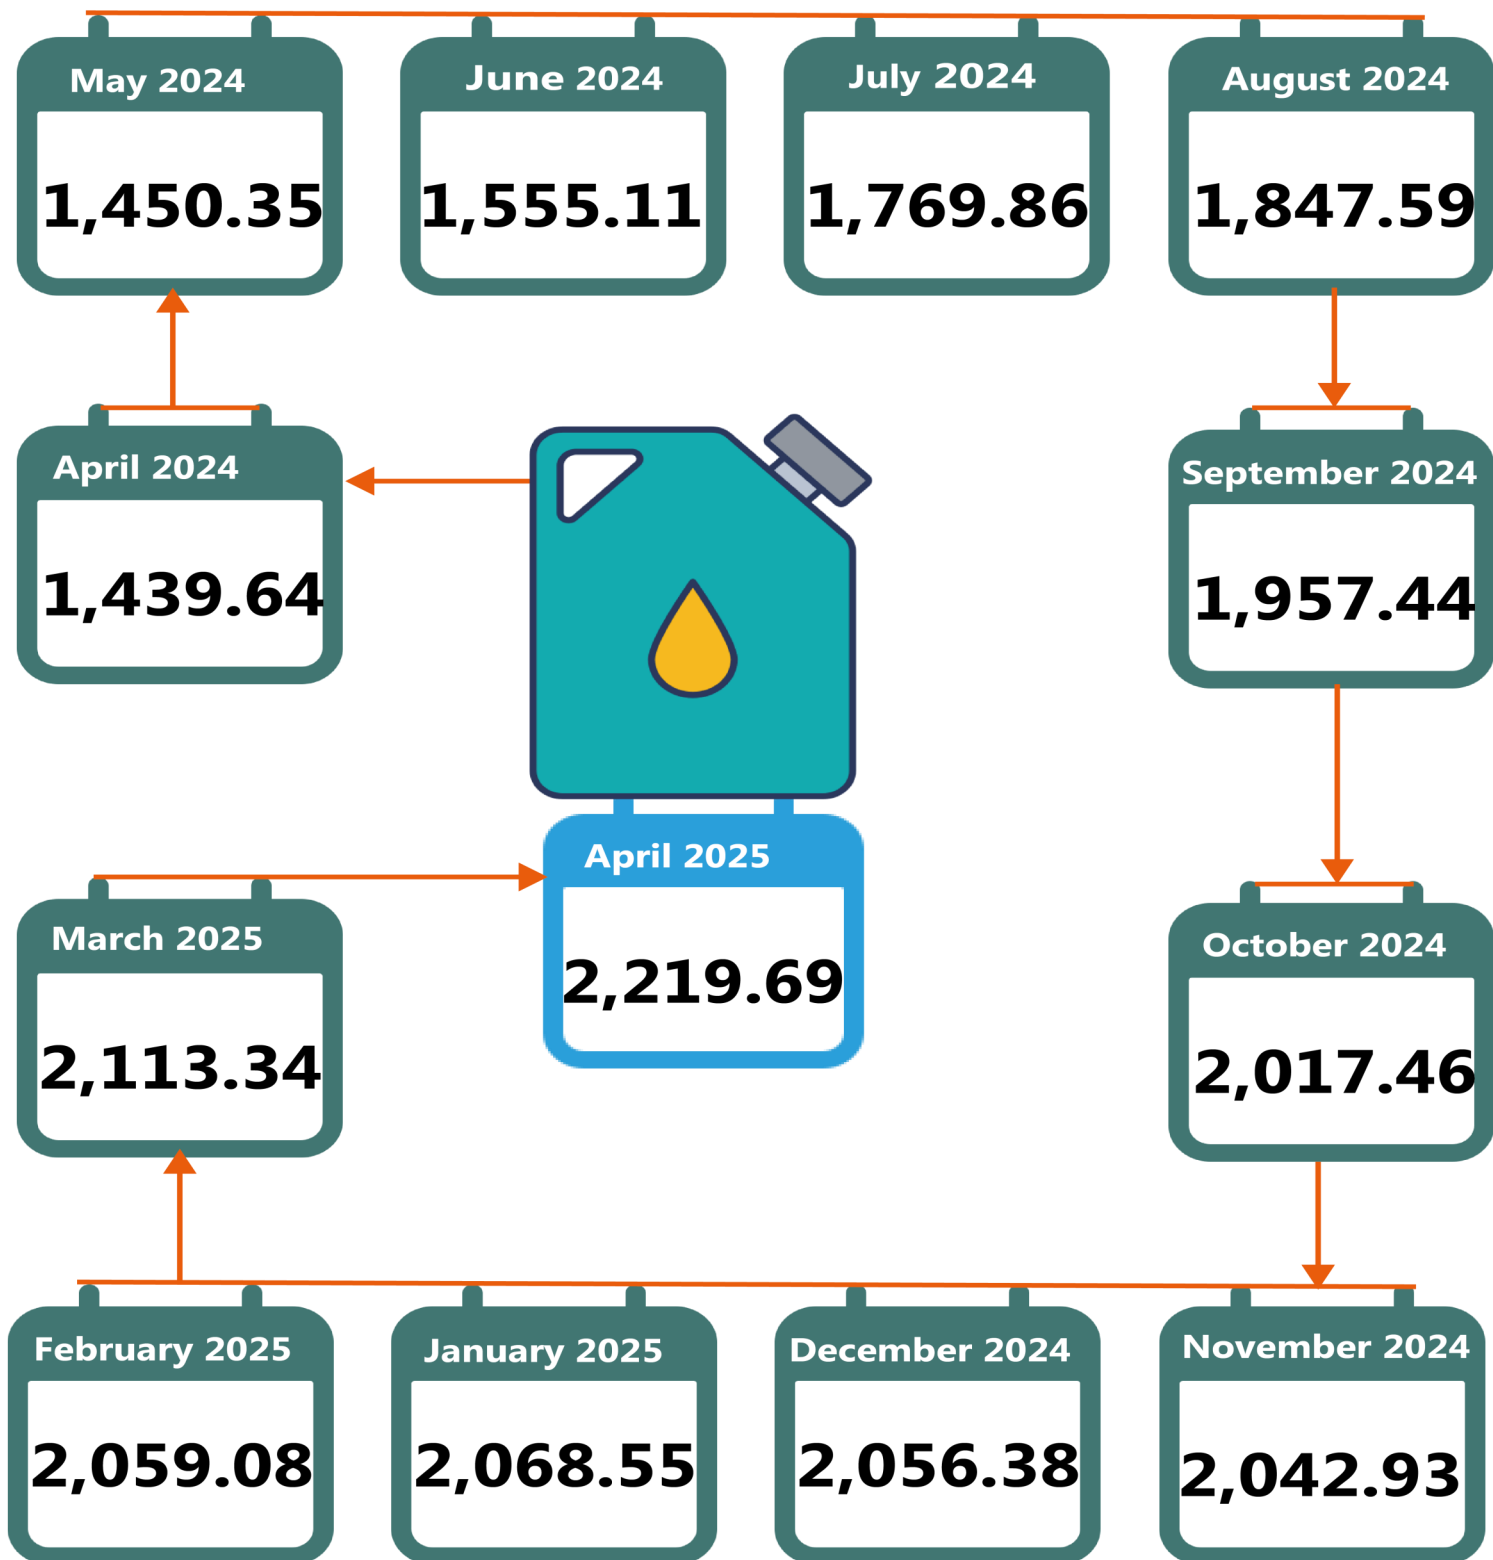 May 2024
1,450.35
June 2024
1,555.11
July 2024
1,769.86
August 2024
1,847.59
April 2024
1,439.64
September 2024
1,957.44
April 2025
2,219.69
March 2025
2,113.34
October 2024
2,017.46
February 2025
2,059.08
January 2025
2,068.55
December 2024
2,056.38
November 2024
2,042.93